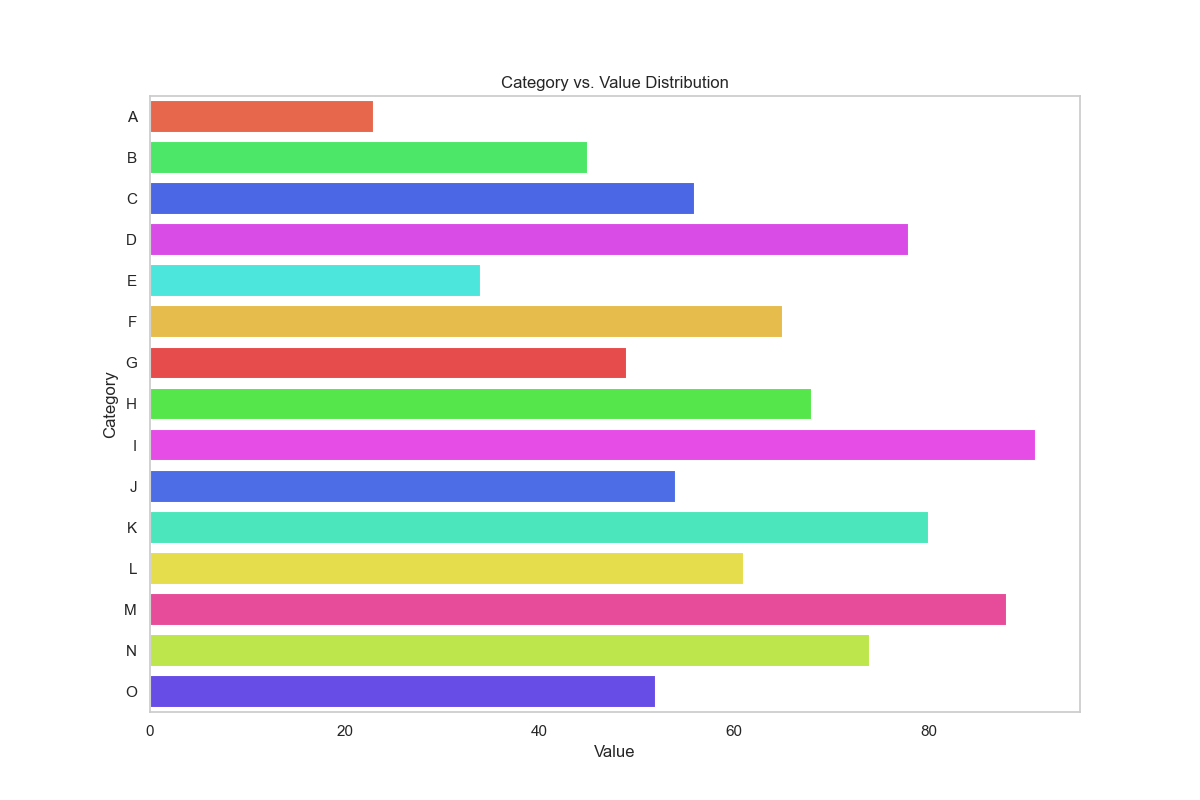 Category vs. Value Distribution
A
B
C
D
E
F
G
H
I
J
K
L
M
N
O
Category
0 20 40 60 80
Value